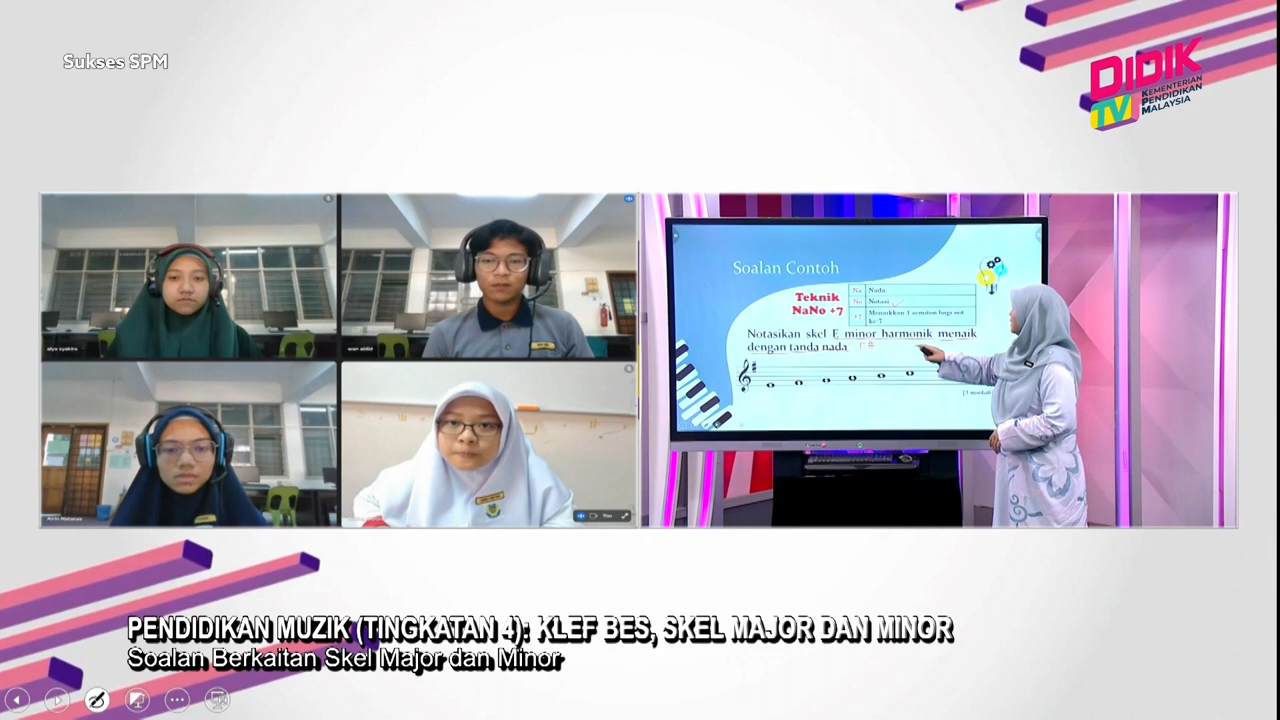 Sukses SPM
DIDIK
TV
KEMENTERIAN
PENDIDIKAN
MALAYSIA
Soalan Contoh
Teknik
NaNo +7
Na Nada
No Notasi
+7 Menaikkan 1 semiton bagi not
ke-7
Notasikan skel E minor harmonik menaik
dengan tanda nada
F#
You
PENDIDIKAN MUZIK (TINGKATAN 4): KLEF BES, SKEL MAJOR DAN MINOR
Soalan Berkaitan Skel Major dan Minor